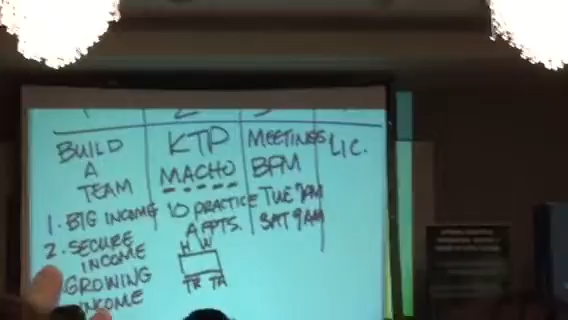 BUILD
A
TEAM
1. BIG INCOME
2. SECURE
INCOME
GROWING
INCOME
KTP
MACHO
10 PRACTICE
APPTS.
H W
TR TA
MEETINGS
BPM
TUE 7PM
SAT 9AM
LIC.